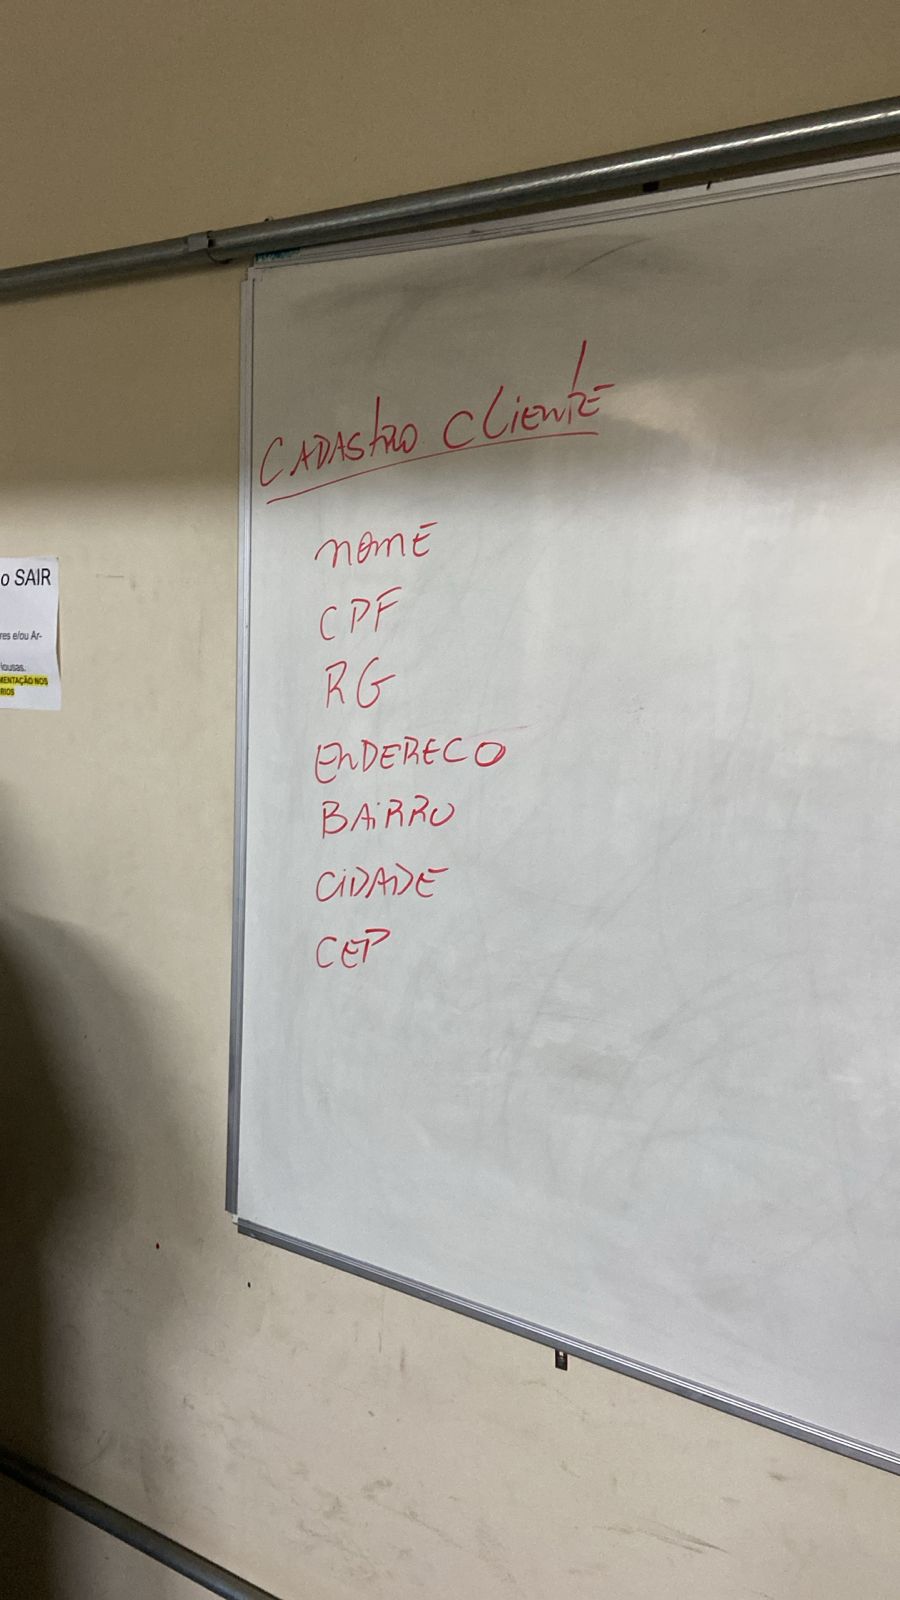 CADASTRO CLIENTE
NOME
CPF
RG
ENDERECO
BAIRRO
CIDADE
CEP
o SAIR
res e/ou Ar-
lousas.
MENTAÇÃO NOS
RIOS